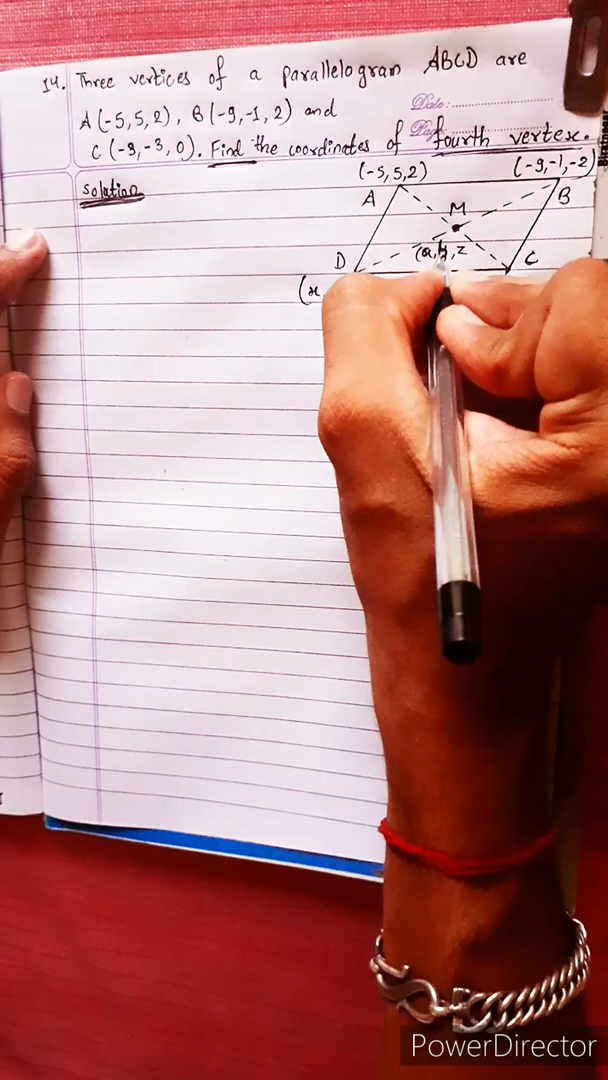 14. Three vertices of a parallelogram ABCD are
A(-5,5,2), B(-9,-1,2) and
Date:
C(-9,-3,0). Find the coordinates of fourth vertex.
Page
Solution
(-5,5,2) (-9,-1,-2)
A B
M
(a,b,z
D C
(x,
PowerDirector